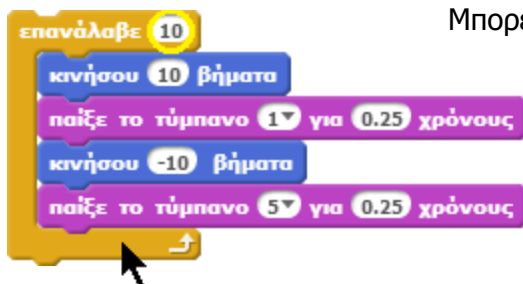 Μπορε
επανάλαβε 10
κινήσου 10 βήματα
παίξε το τύμπανο 1 για 0.25 χρόνους
κινήσου -10 βήματα
παίξε το τύμπανο 5 για 0.25 χρόνους